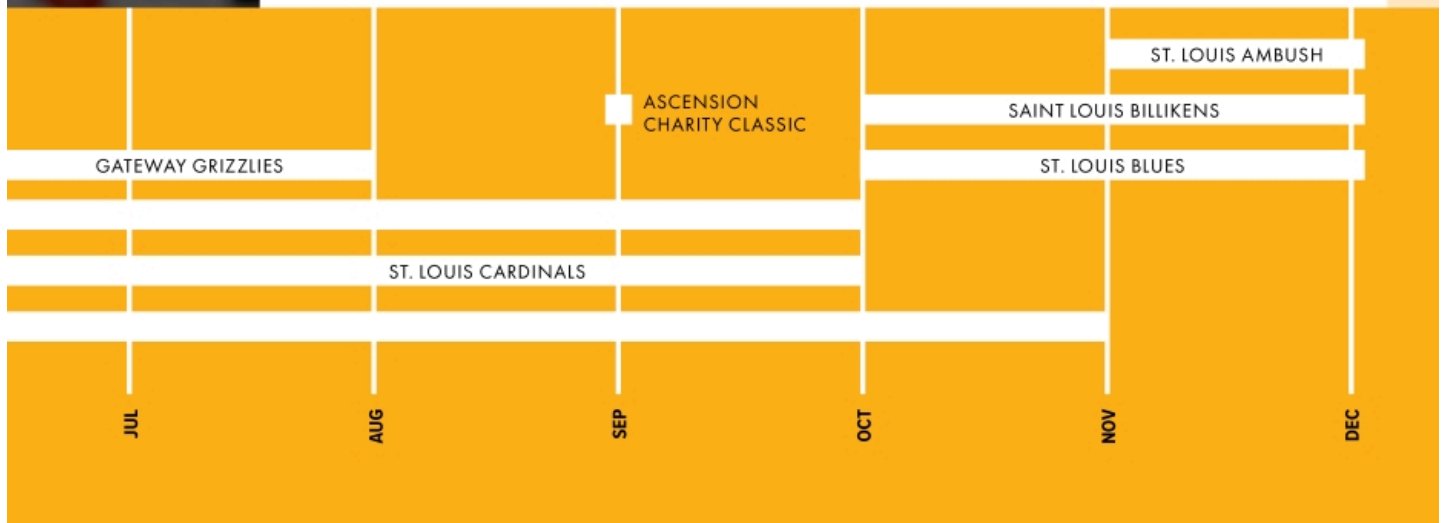 ST. LOUIS AMBUSH
ASCENSION
CHARITY CLASSIC
SAINT LOUIS BILLIKENS
GATEWAY GRIZZLIES
ST. LOUIS BLUES
ST. LOUIS CARDINALS
JUL
AUG
SEP
OCT
NOV
DEC